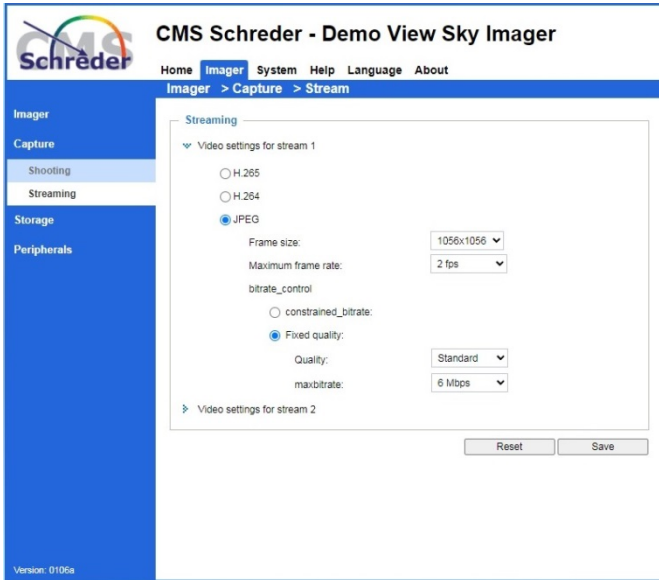 CMS
Schrëder
CMS Schreder - Demo View Sky Imager
Home Imager System Help Language About
Imager > Capture > Stream
Imager
Capture
Shooting
Streaming
Storage
Peripherals
Streaming
Video settings for stream 1
H.265
H.264
JPEG
Frame size: 1056x1056
Maximum frame rate: 2 fps
bitrate_control
constrained_bitrate:
Fixed quality:
Quality: Standard
maxbitrate: 6 Mbps
Video settings for stream 2
Reset Save
Version: 0106a